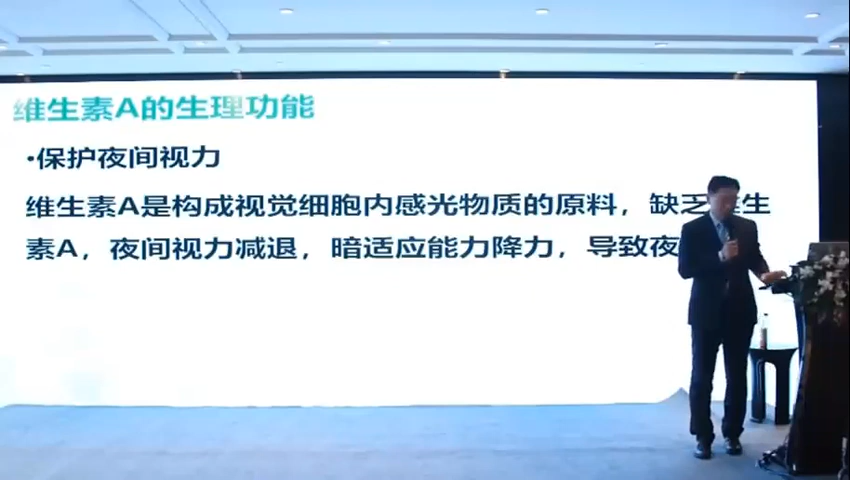 维生素A的生理功能
•保护夜间视力
维生素A是构成视觉细胞内感光物质的原料，缺乏维生
素A，夜间视力减退，暗适应能力降力，导致夜